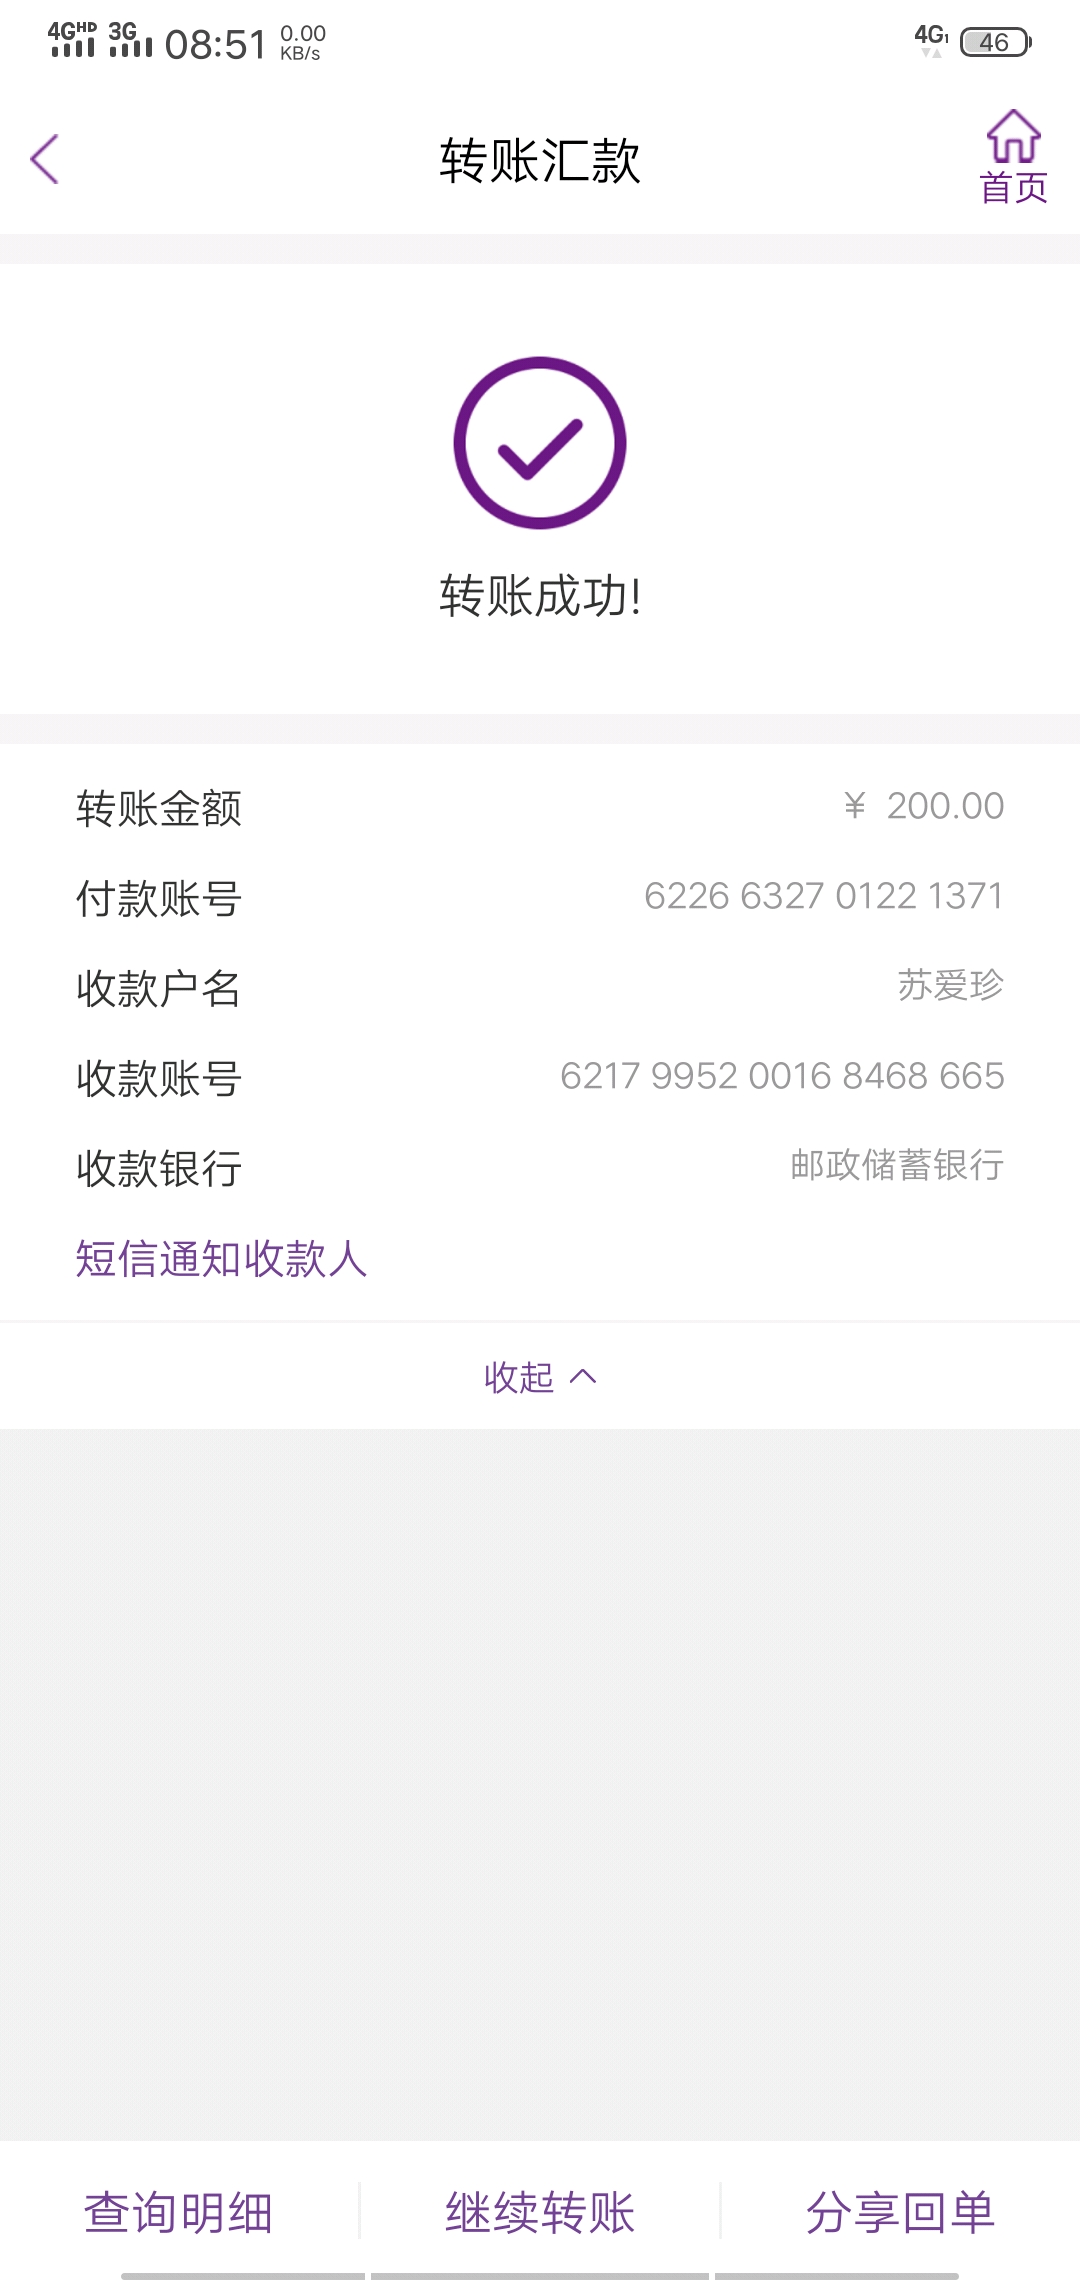 4GHD 3G 08:51 0.00 KB/s 4G1 46
转账汇款
首页
转账成功!
转账金额 ¥ 200.00
付款账号 6226 6327 0122 1371
收款户名 苏爱珍
收款账号 6217 9952 0016 8468 665
收款银行 邮政储蓄银行
短信通知收款人
收起
查询明细 继续转账 分享回单